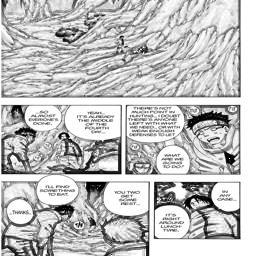 THERE'S NOT
MUCH POINT IN
HUNTING... I DOUBT
THERE'S ANYONE
LEFT WITH WHAT
WE NEED... OR WITH
WEAK ENOUGH
DEFENSES TO LET
WHAT
ARE WE
GOING
TO DO?
YEAH...
IT'S ALREADY
THE MIDDLE
OF THE
FOURTH
DAY...
...SO
ALMOST
EVERYONE'S
DONE.
IN
ANY
CASE...
IT'S
RIGHT
AROUND
LUNCH-
TIME.
YOU TWO
GET
SOME
REST...
I'LL FIND
SOMETHING
TO EAT.
...THANKS.